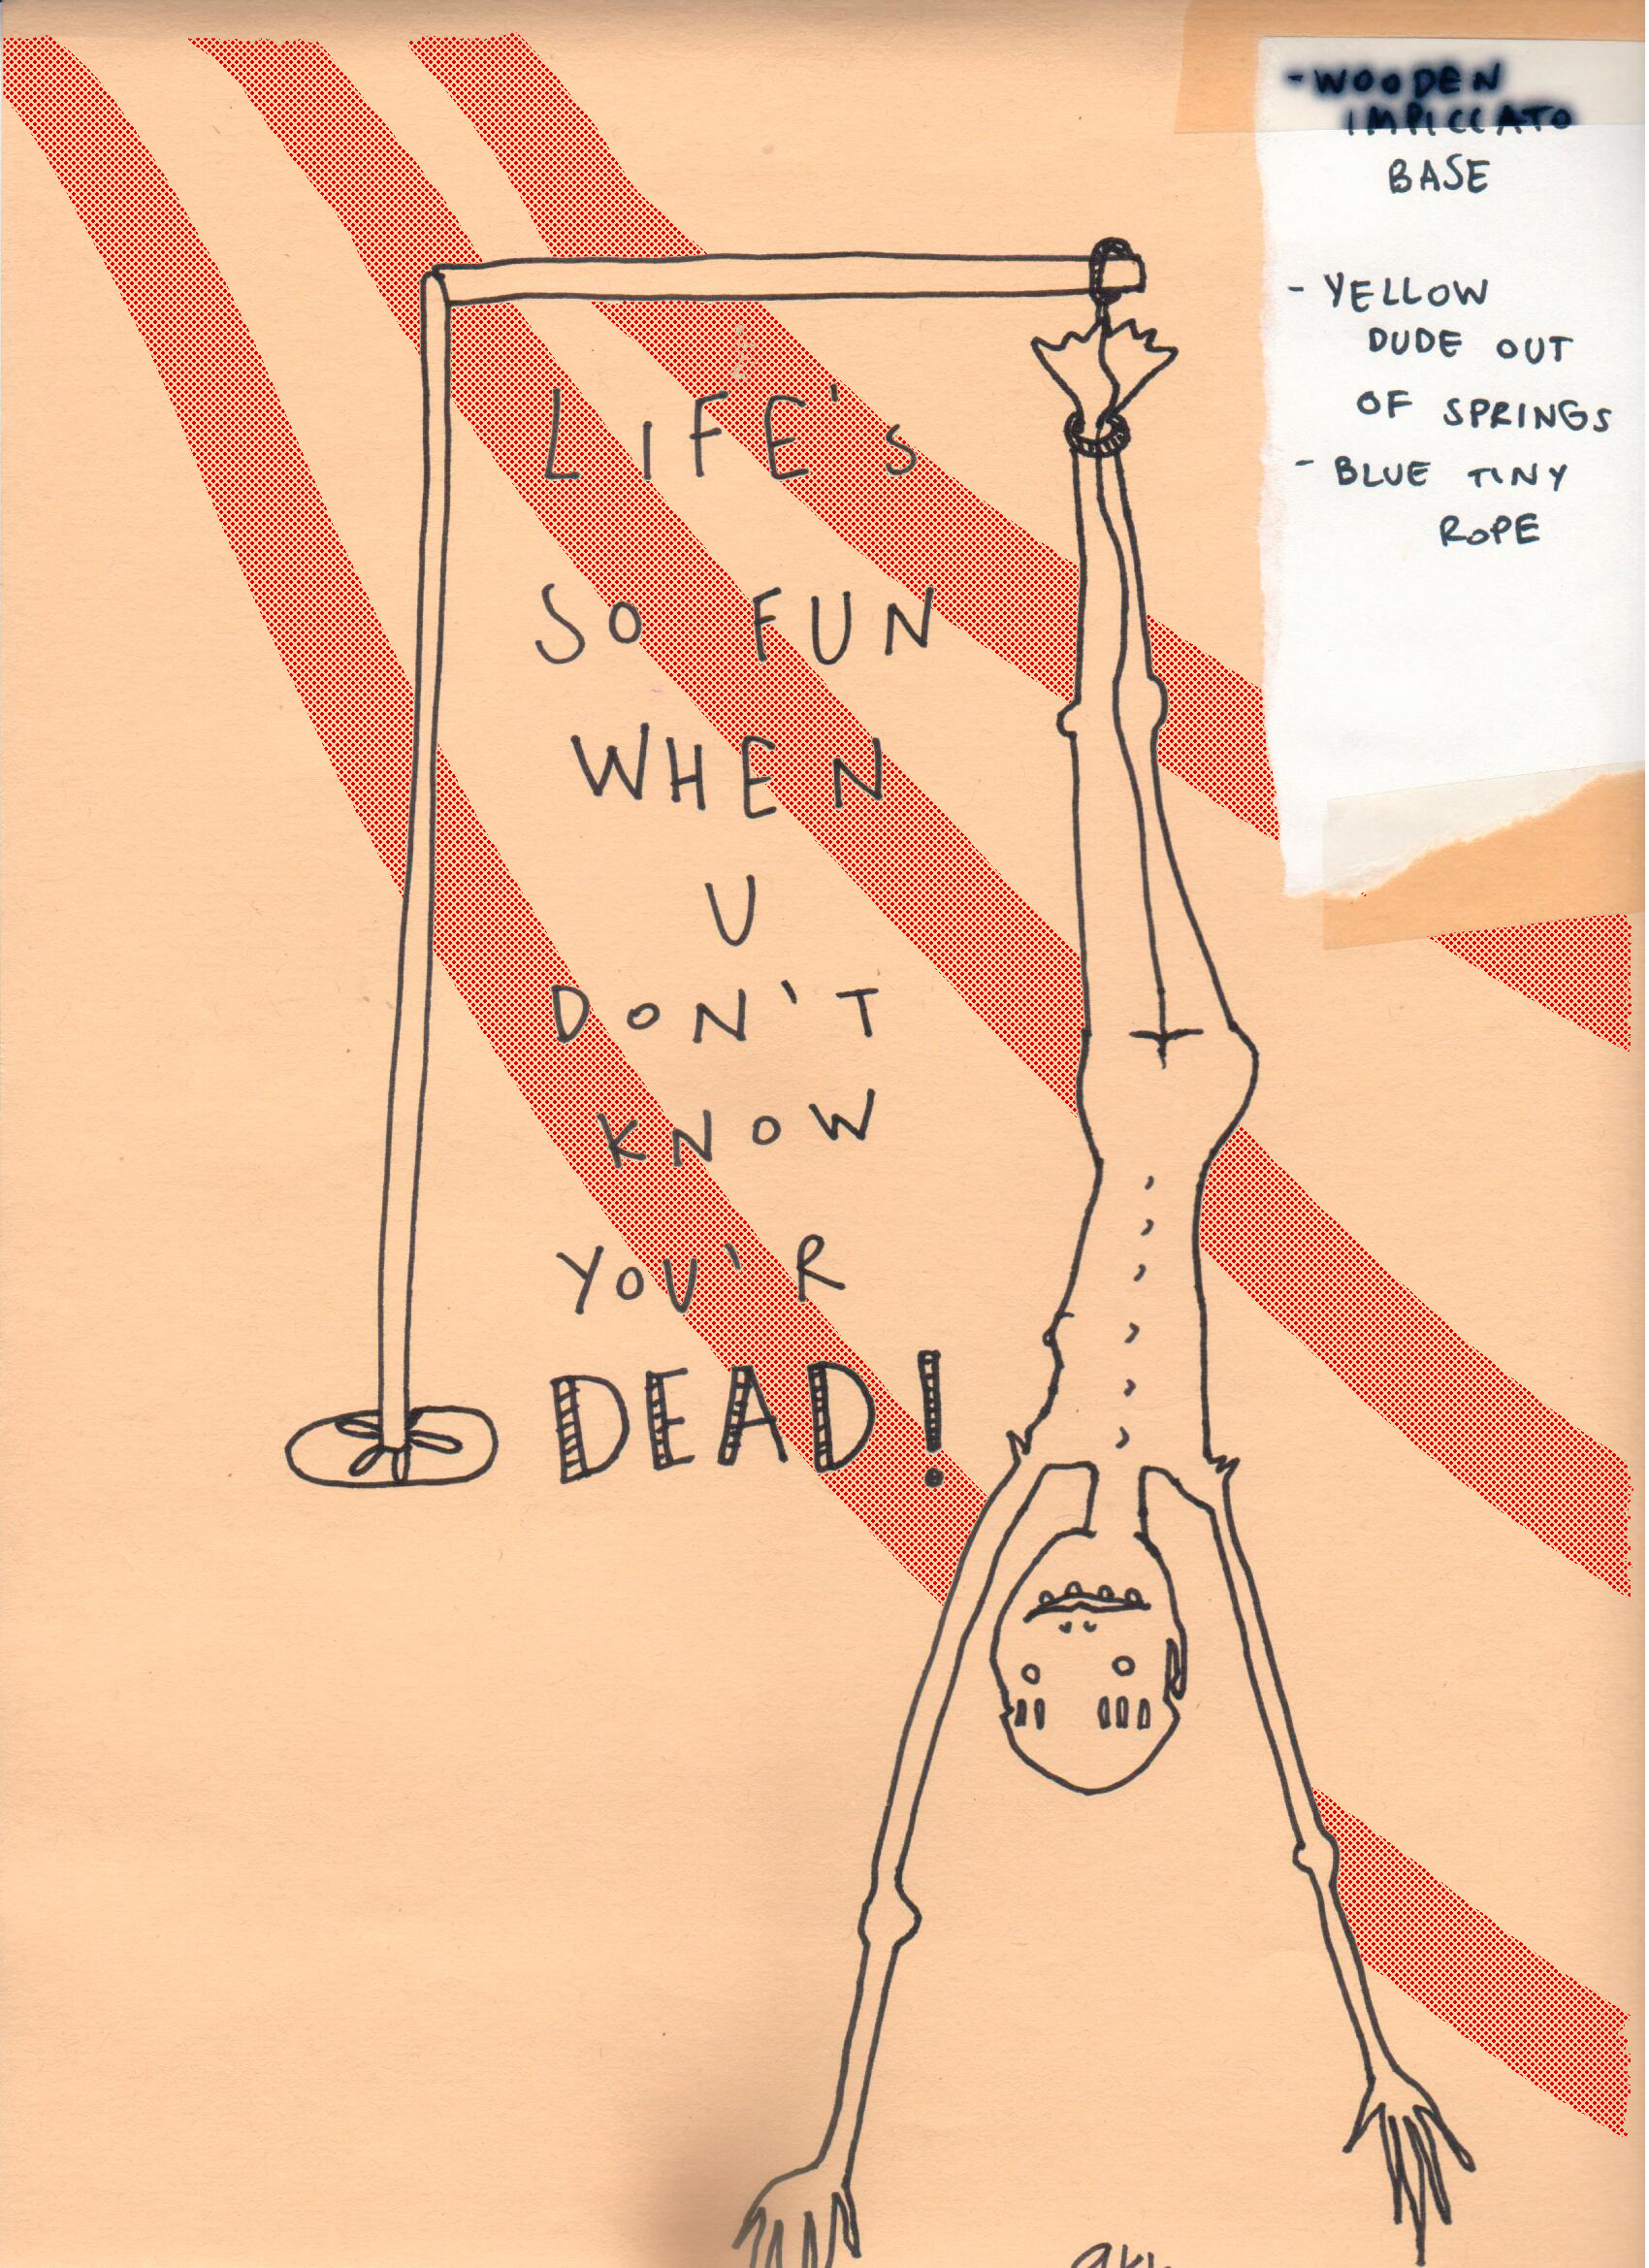 LIFE's
SO FUN
WHEN
U
DON'T
KNOW
YOU'R
DEAD!
- WOODEN
IMPICCATO
BASE
- YELLOW
DUDE OUT
OF SPRINGS
- BLUE TINY
ROPE